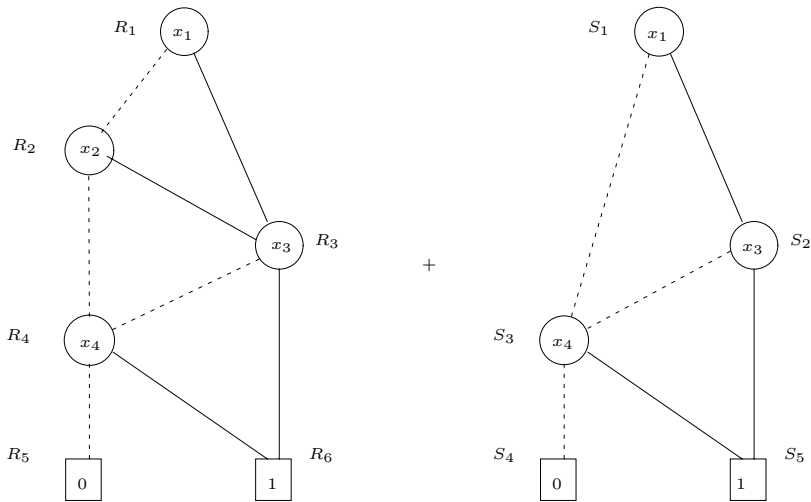 R1 x1 S1 x1
R2 x2
x3 R3 + x3 S2
R4 x4 S3 x4
R5 R6 S4 S5
0 1 0 1